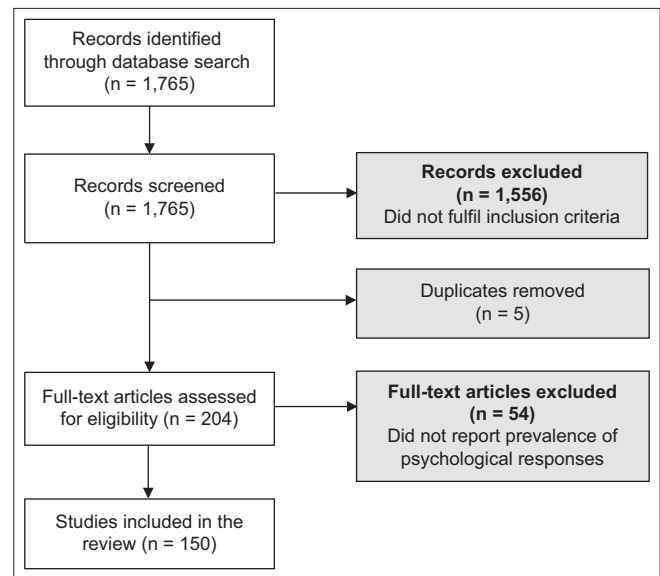 Records identified
through database search
(n = 1,765)
Records screened
(n = 1,765)
Records excluded
(n = 1,556)
Did not fulfil inclusion criteria
Duplicates removed
(n = 5)
Full-text articles assessed
for eligibility (n = 204)
Full-text articles excluded
(n = 54)
Did not report prevalence of
psychological responses
Studies included in the
review (n = 150)